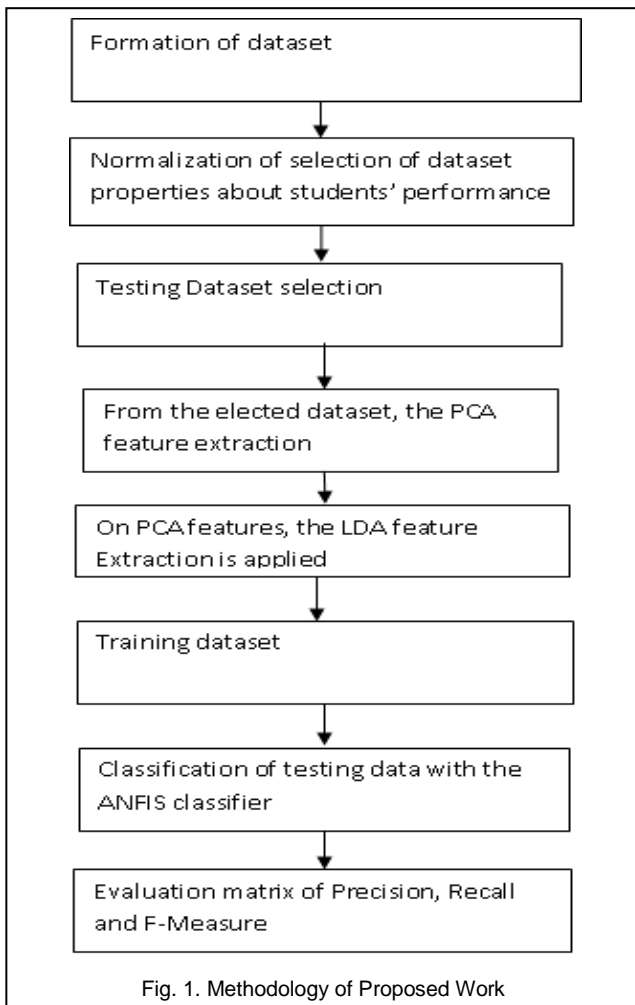 Formation of dataset
Normalization of selection of dataset
properties about students’ performance
Testing Dataset selection
From the elected dataset, the PCA
feature extraction
On PCA features, the LDA feature
Extraction is applied
Training dataset
Classification of testing data with the
ANFIS classifier
Evaluation matrix of Precision, Recall
and F-Measure
Fig. 1. Methodology of Proposed Work